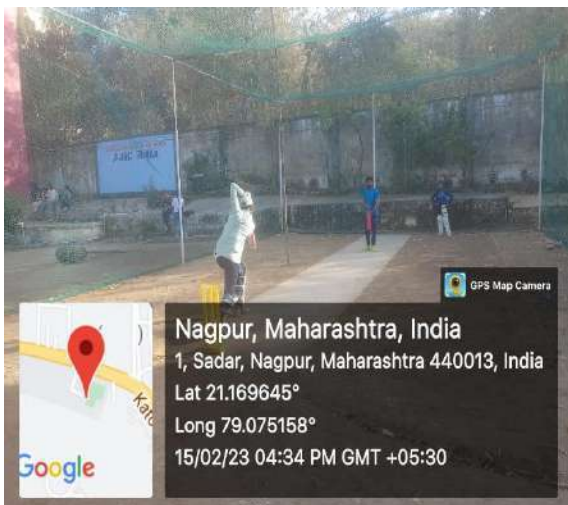 GPS Map Camera
Nagpur, Maharashtra, India
1, Sadar, Nagpur, Maharashtra 440013, India
Lat 21.169645°
Long 79.075158°
15/02/23 04:34 PM GMT +05:30
Google